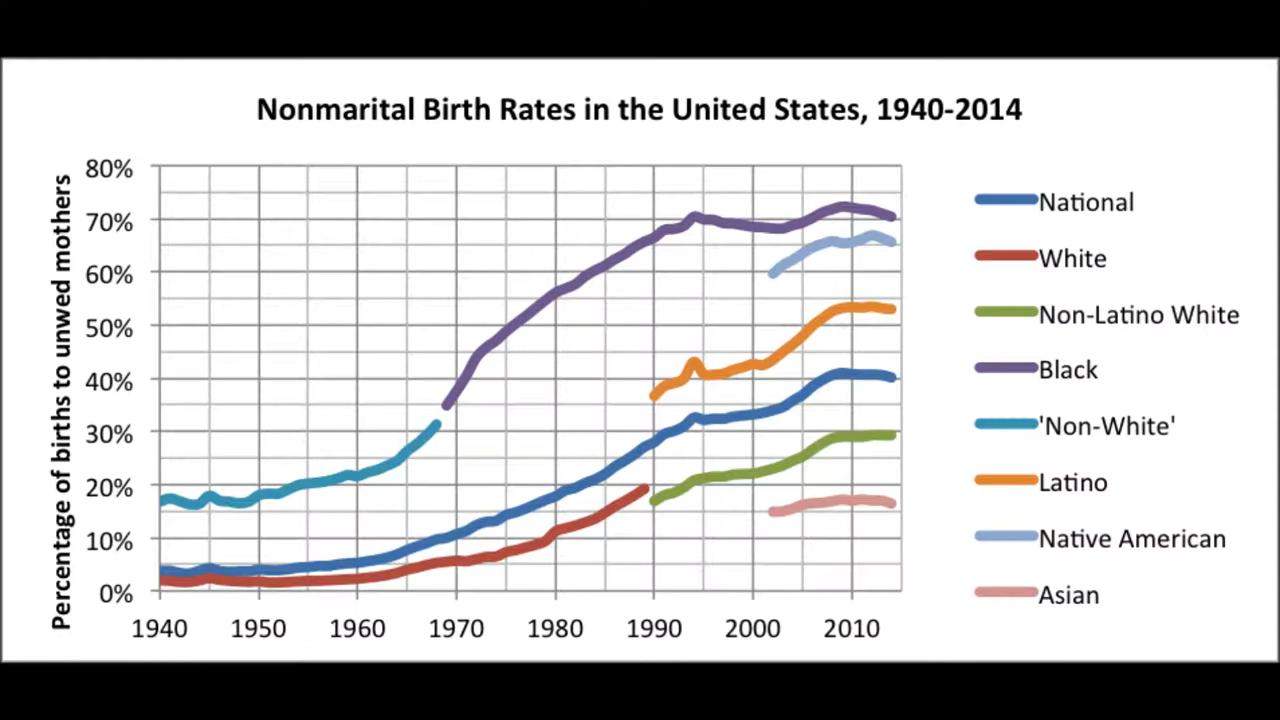 Nonmarital Birth Rates in the United States, 1940-2014
Percentage of births to unwed mothers
80%
70%
60%
50%
40%
30%
20%
10%
0%
1940 1950 1960 1970 1980 1990 2000 2010
National
White
Non-Latino White
Black
'Non-White'
Latino
Native American
Asian